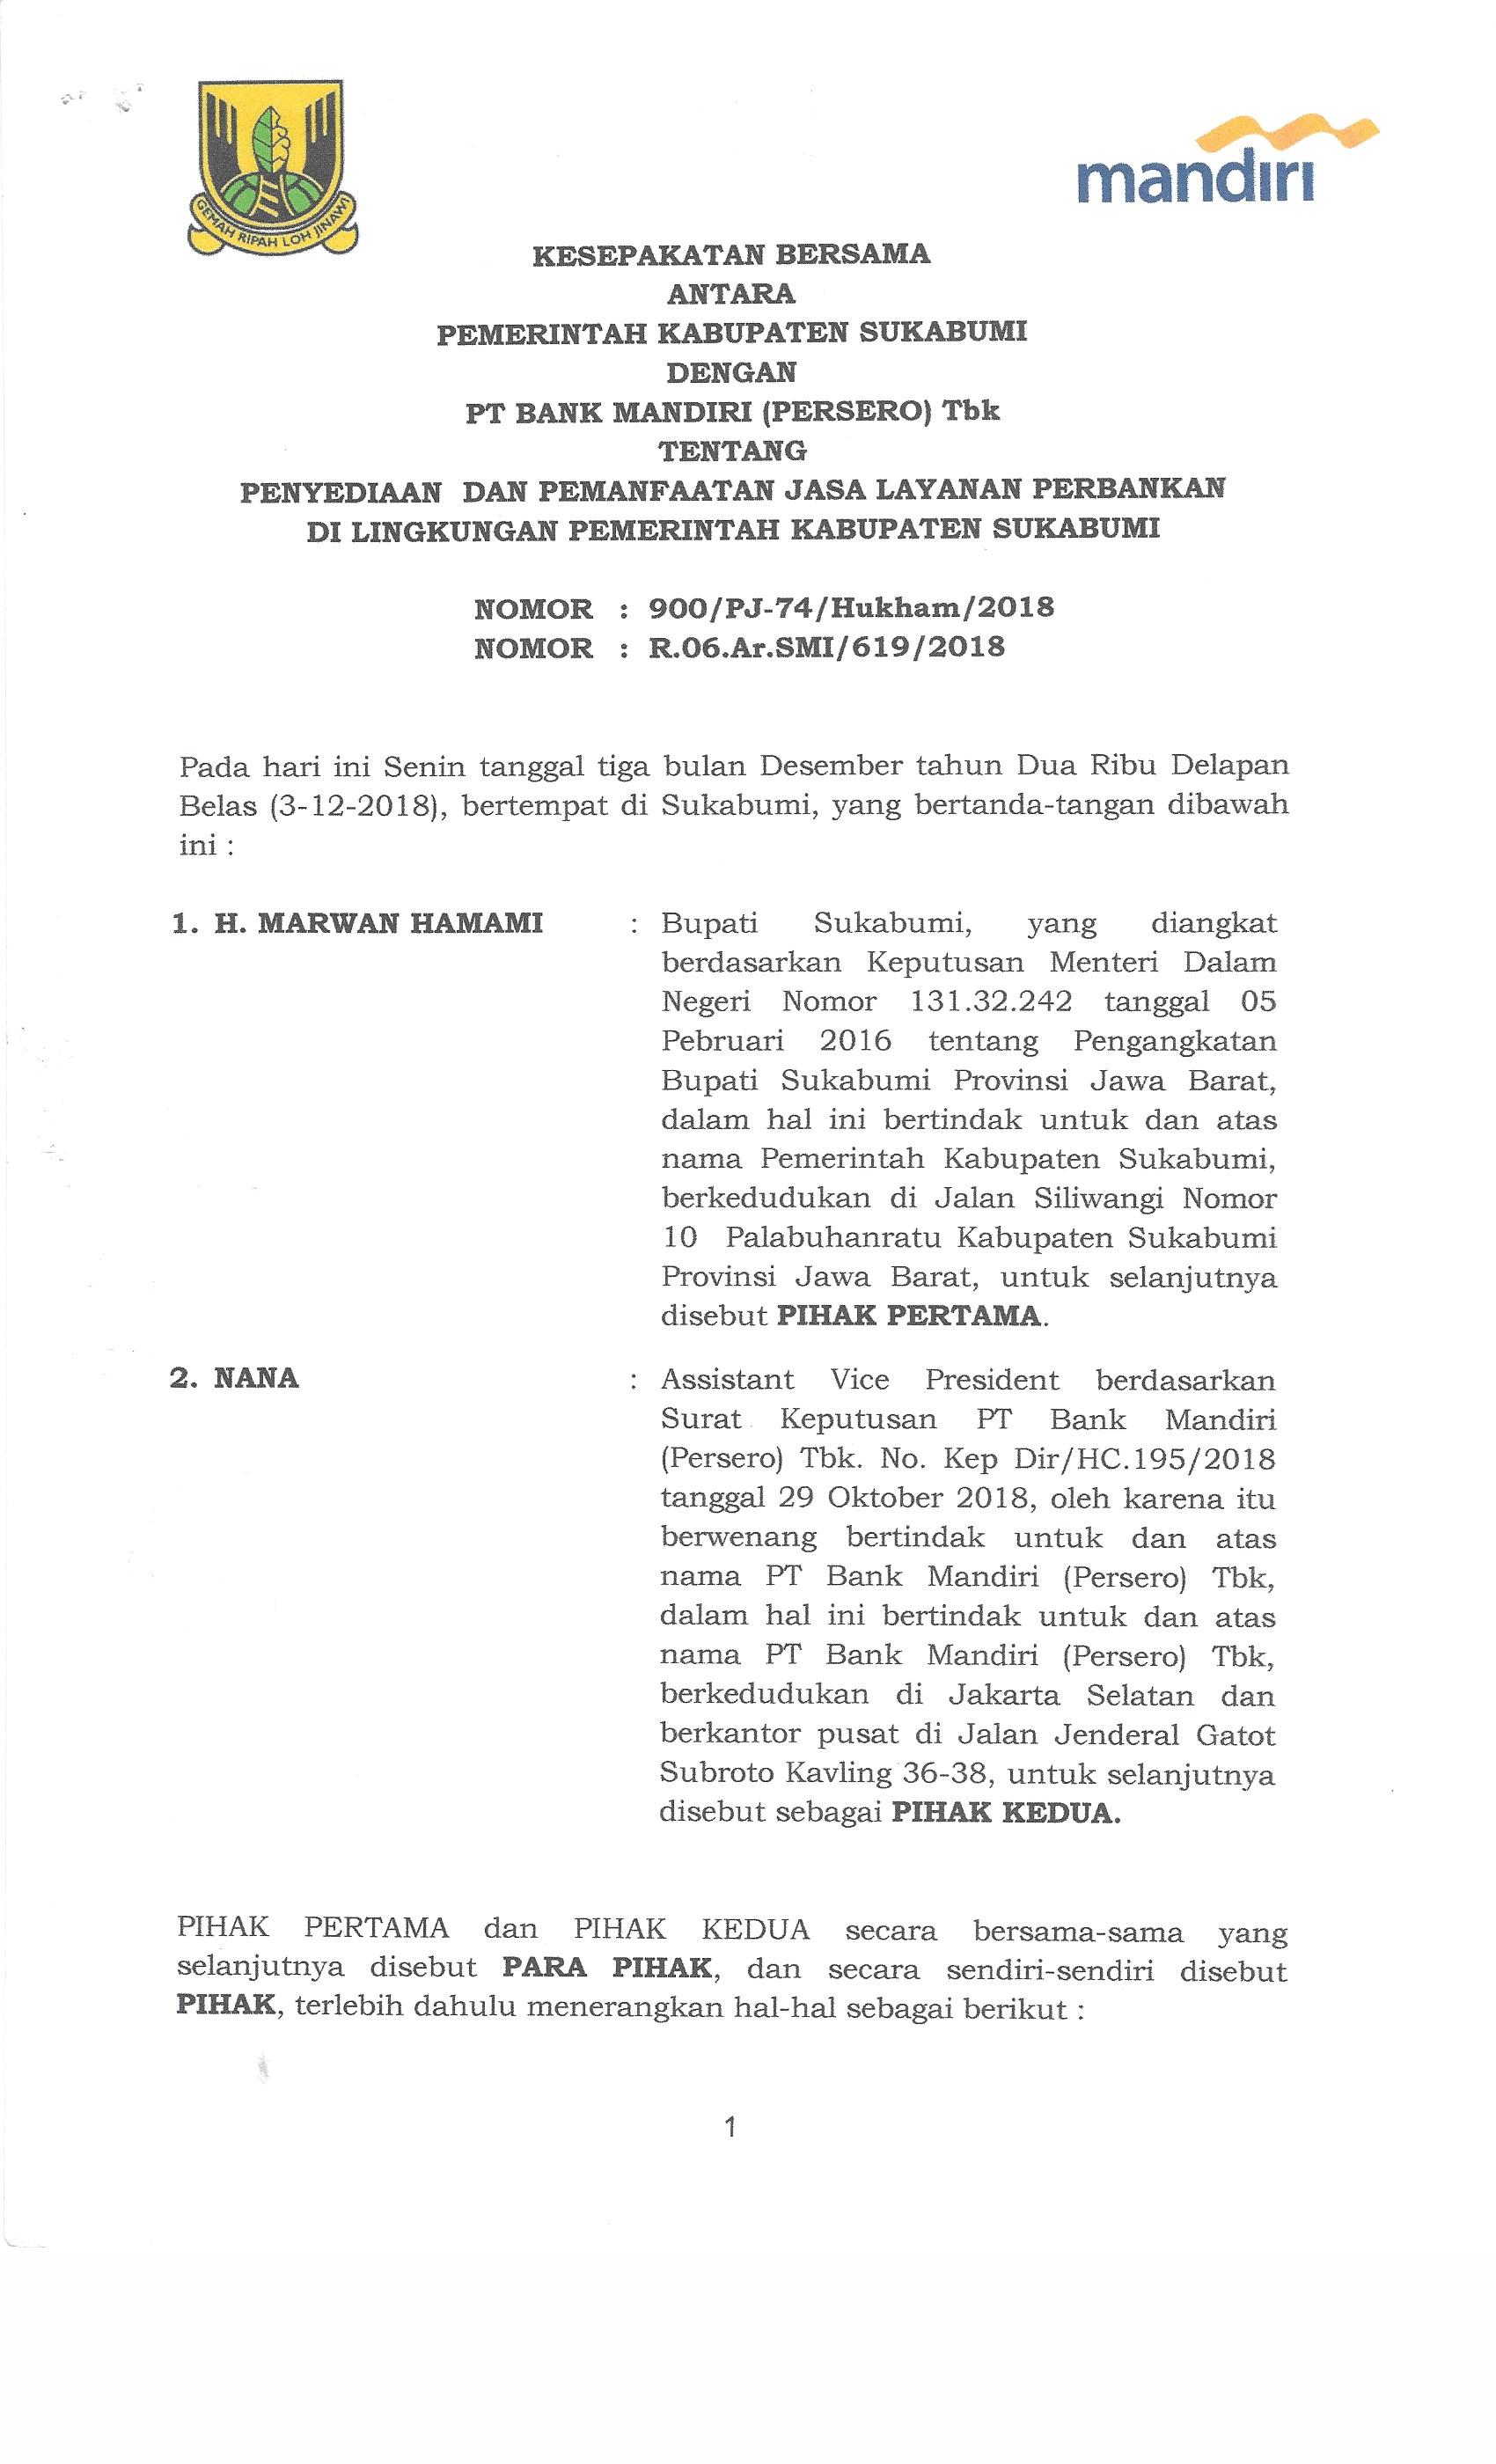 GEMAH RIPAH LOH JINAWI
mandiri
KESEPAKATAN BERSAMA
ANTARA
PEMERINTAH KABUPATEN SUKABUMI
DENGAN
PT BANK MANDIRI (PERSERO) Tbk
TENTANG
PENYEDIAAN DAN PEMANFAATAN JASA LAYANAN PERBANKAN
DI LINGKUNGAN PEMERINTAH KABUPATEN SUKABUMI
NOMOR : 900/PJ-74/Hukham/2018
NOMOR : R.06.Ar.SMI/619/2018
Pada hari ini Senin tanggal tiga bulan Desember tahun Dua Ribu Delapan
Belas (3-12-2018), bertempat di Sukabumi, yang bertanda-tangan dibawah
ini :
1. H. MARWAN HAMAMI : Bupati Sukabumi, yang diangkat
berdasarkan Keputusan Menteri Dalam
Negeri Nomor 131.32.242 tanggal 05
Pebruari 2016 tentang Pengangkatan
Bupati Sukabumi Provinsi Jawa Barat,
dalam hal ini bertindak untuk dan atas
nama Pemerintah Kabupaten Sukabumi,
berkedudukan di Jalan Siliwangi Nomor
10 Palabuhanratu Kabupaten Sukabumi
Provinsi Jawa Barat, untuk selanjutnya
disebut PIHAK PERTAMA.
2. NANA : Assistant Vice President berdasarkan
Surat Keputusan PT Bank Mandiri
(Persero) Tbk. No. Kep Dir/HC.195/2018
tanggal 29 Oktober 2018, oleh karena itu
berwenang bertindak untuk dan atas
nama PT Bank Mandiri (Persero) Tbk,
dalam hal ini bertindak untuk dan atas
nama PT Bank Mandiri (Persero) Tbk,
berkedudukan di Jakarta Selatan dan
berkantor pusat di Jalan Jenderal Gatot
Subroto Kavling 36-38, untuk selanjutnya
disebut sebagai PIHAK KEDUA.
PIHAK PERTAMA dan PIHAK KEDUA secara bersama-sama yang
selanjutnya disebut PARA PIHAK, dan secara sendiri-sendiri disebut
PIHAK, terlebih dahulu menerangkan hal-hal sebagai berikut :
1